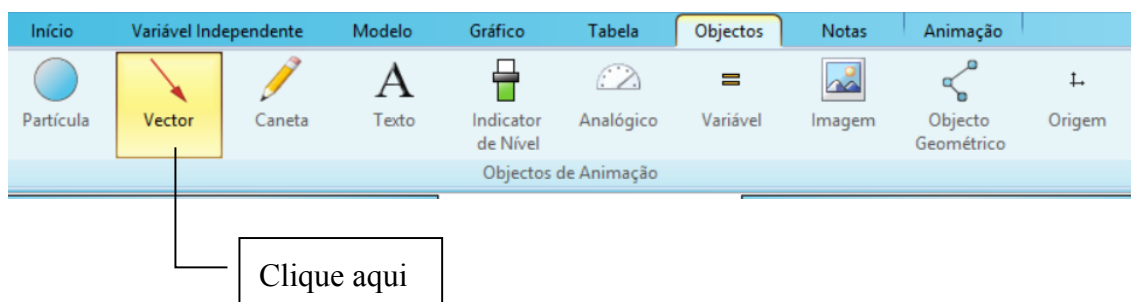 Início Variável Independente Modelo Gráfico Tabela Objectos Notas Animação
Partícula Vector Caneta Texto Indicator de Nível Analógico Variável Imagem Objecto Geométrico Origem
Objectos de Animação
Clique aqui